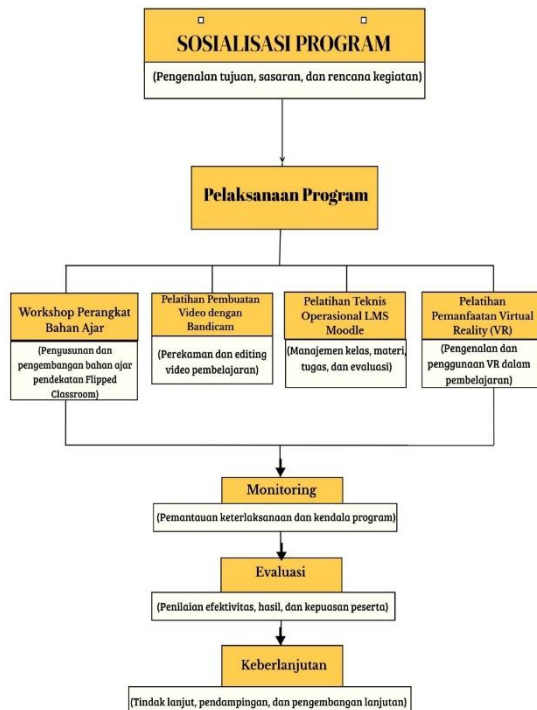 SOSIALISASI PROGRAM
(Pengenalan tujuan, sasaran, dan rencana kegiatan)
Pelaksanaan Program
Workshop Perangkat
Bahan Ajar
(Penyusunan dan
pengembangan bahan ajar
pendekatan Flipped
Classroom)
Pelatihan Pembuatan
Video dengan
Bandicam
(Perekaman dan editing
video pembelajaran)
Pelatihan Teknis
Operasional LMS
Moodle
(Manajemen kelas, materi,
tugas, dan evaluasi)
Pelatihan
Pemanfaatan Virtual
Reality (VR)
(Pengenalan dan
penggunaan VR dalam
pembelajaran)
Monitoring
(Pemantauan keterlaksanaan dan kendala program)
Evaluasi
(Penilaian efektivitas, hasil, dan kepuasan peserta)
Keberlanjutan
(Tindak lanjut, pendampingan, dan pengembangan lanjutan)